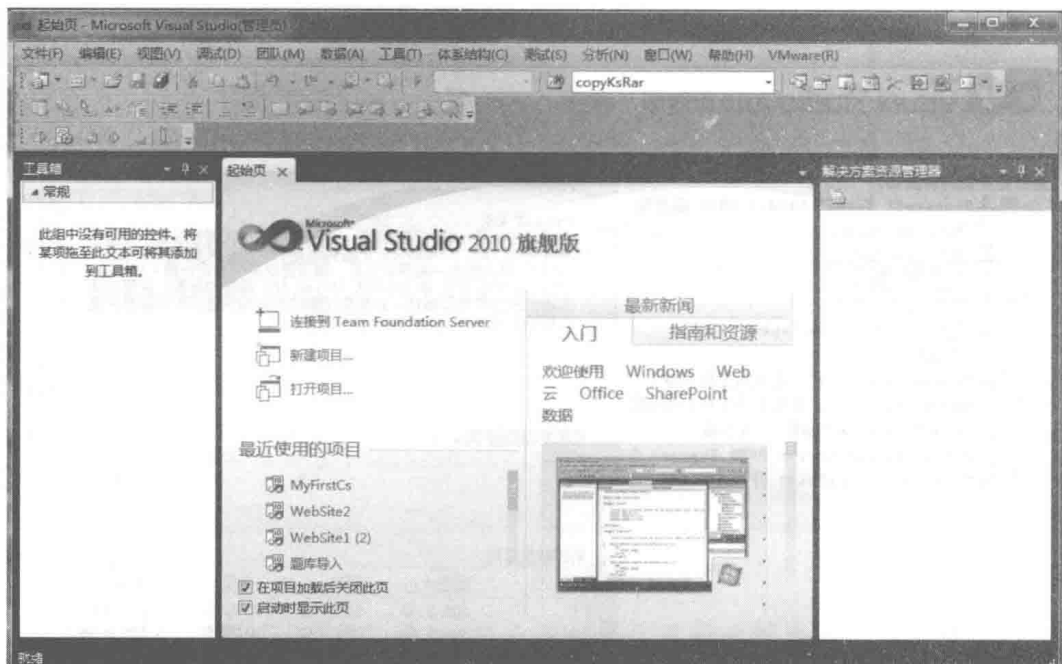 起始页 - Microsoft Visual Studio(管理员)
文件(F) 编辑(E) 视图(V) 调试(D) 团队(M) 数据(A) 工具(T) 体系结构(C) 测试(S) 分析(N) 窗口(W) 帮助(H) VMware(R)
copyKsRar
工具箱
常规
此组中没有可用的控件。将
某项拖至此文本可将其添加
到工具箱。
起始页
Microsoft
Visual Studio 2010 旗舰版
连接到 Team Foundation Server
新建项目...
打开项目...
最近使用的项目
MyFirstCs
WebSite2
WebSite1 (2)
题库导入
在项目加载后关闭此页
启动时显示此页
最新新闻
入门 指南和资源
欢迎使用 Windows Web
云 Office SharePoint
数据
解决方案资源管理器
就绪